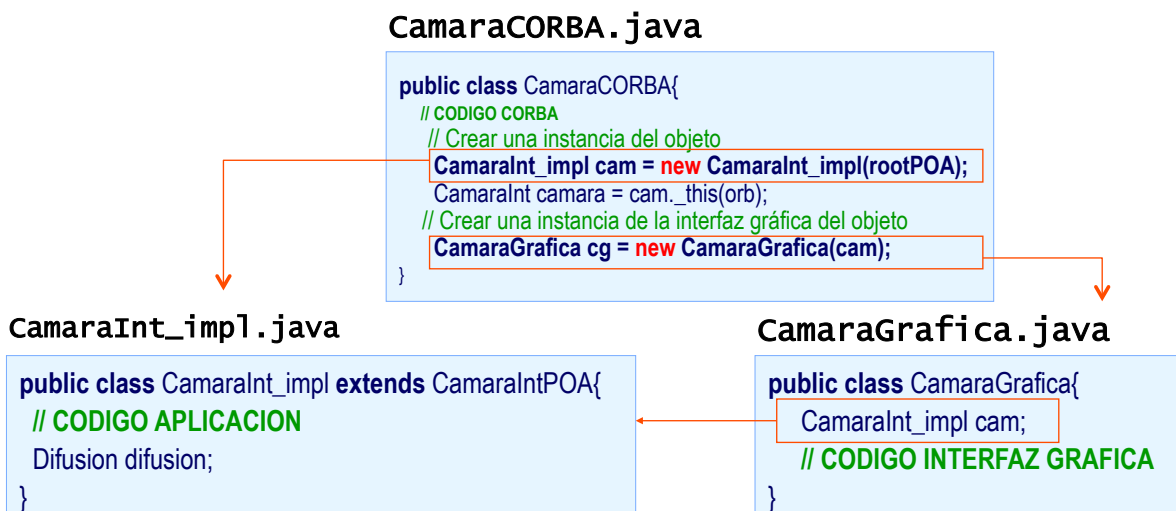 CamaraCORBA.java
public class CamaraCORBA{
// CODIGO CORBA
// Crear una instancia del objeto
CamaraInt_impl cam = new CamaraInt_impl(rootPOA);
CamaraInt camara = cam._this(orb);
// Crear una instancia de la interfaz gráfica del objeto
CamaraGrafica cg = new CamaraGrafica(cam);
}
CamaraInt_impl.java
public class CamaraInt_impl extends CamaraIntPOA{
// CODIGO APLICACION
Difusion difusion;
}
CamaraGrafica.java
public class CamaraGrafica{
CamaraInt_impl cam;
// CODIGO INTERFAZ GRAFICA
}